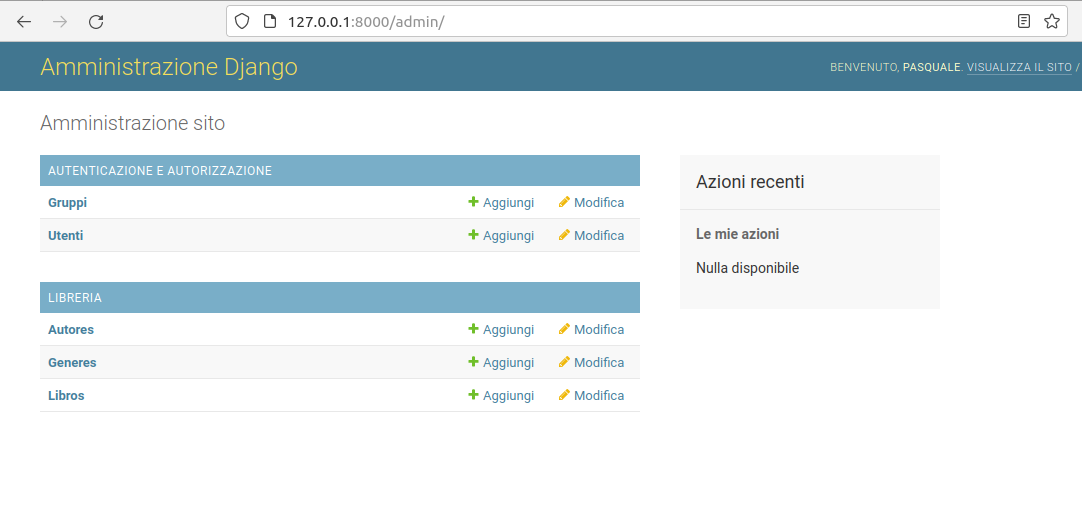 127.0.0.1:8000/admin/
Amministrazione Django
BENVENUTO, PASQUALE. VISUALIZZA IL SITO /
Amministrazione sito
AUTENTICAZIONE E AUTORIZZAZIONE
Gruppi Aggiungi Modifica
Utenti Aggiungi Modifica
LIBRERIA
Autores Aggiungi Modifica
Generes Aggiungi Modifica
Libros Aggiungi Modifica
Azioni recenti
Le mie azioni
Nulla disponibile